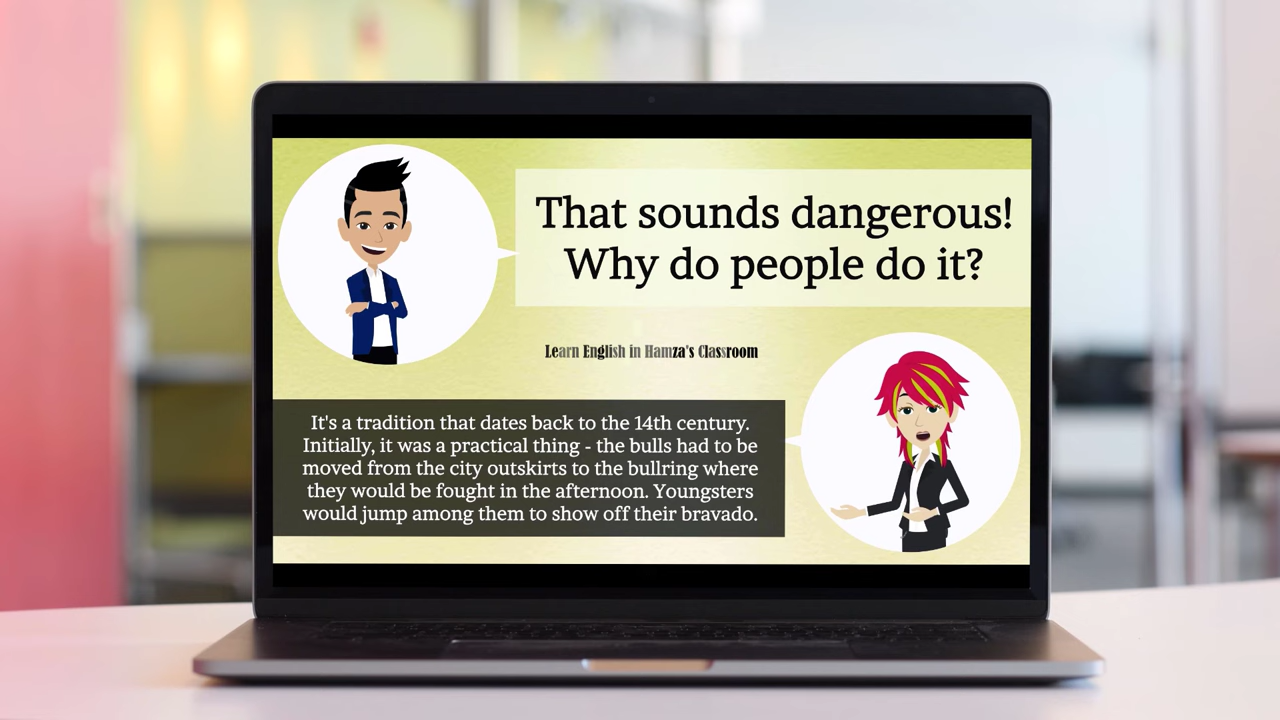 That sounds dangerous!
Why do people do it?
Learn English in Hamza's Classroom
It's a tradition that dates back to the 14th century.
Initially, it was a practical thing - the bulls had to be
moved from the city outskirts to the bullring where
they would be fought in the afternoon. Youngsters
would jump among them to show off their bravado.